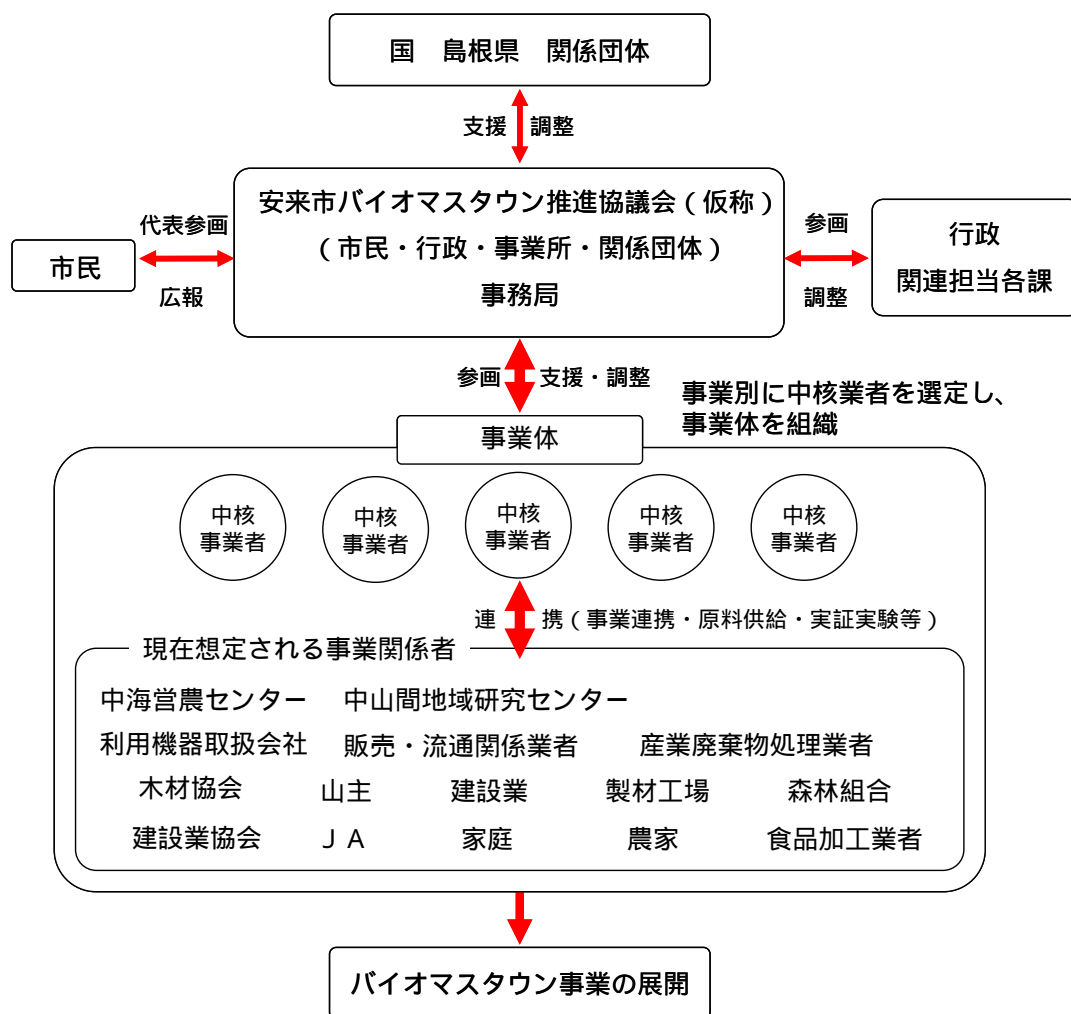 国　島根県　関係団体
支援　調整
安来市バイオマスタウン推進協議会（仮称）
（市民・行政・事業所・関係団体）
事務局
代表参画
市民
広報
参画
行政
関連担当各課
調整
参画　支援・調整
事業別に中核業者を選定し、
事業体を組織
事業体
中核　中核　中核　中核　中核
事業者　事業者　事業者　事業者　事業者
連　携（事業連携・原料供給・実証実験等）
現在想定される事業関係者
中海営農センター　中山間地域研究センター
利用機器取扱会社　販売・流通関係業者　産業廃棄物処理業者
木材協会　山主　建設業　製材工場　森林組合
建設業協会　ＪＡ　家庭　農家　食品加工業者
バイオマスタウン事業の展開